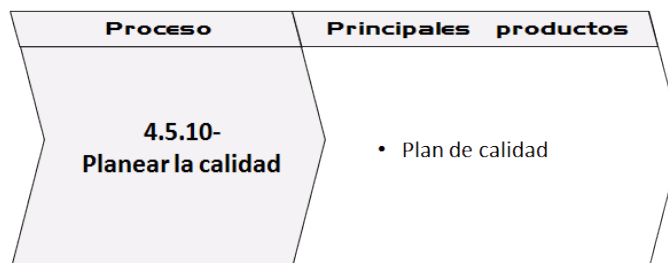 Proceso
Principales productos
4.5.10-
Planear la calidad
• Plan de calidad